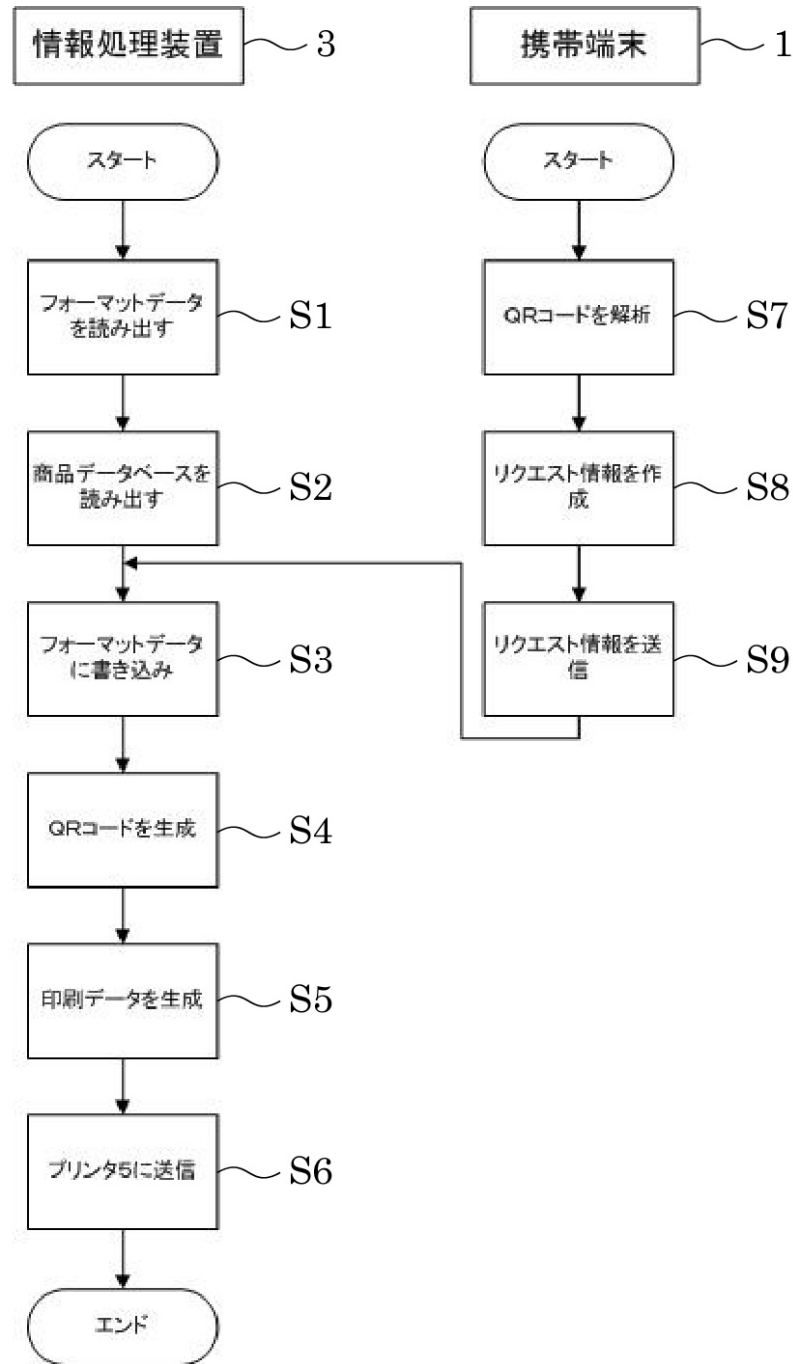 情報処理装置 3
スタート
フォーマットデータ
を読み出す
S1
商品データベースを
読み出す
S2
フォーマットデータ
に書き込み
S3
QRコードを生成
S4
印刷データを生成
S5
プリンタ5に送信
S6
エンド
携帯端末 1
スタート
QRコードを解析
S7
リクエスト情報を作
成
S8
リクエスト情報を送
信
S9